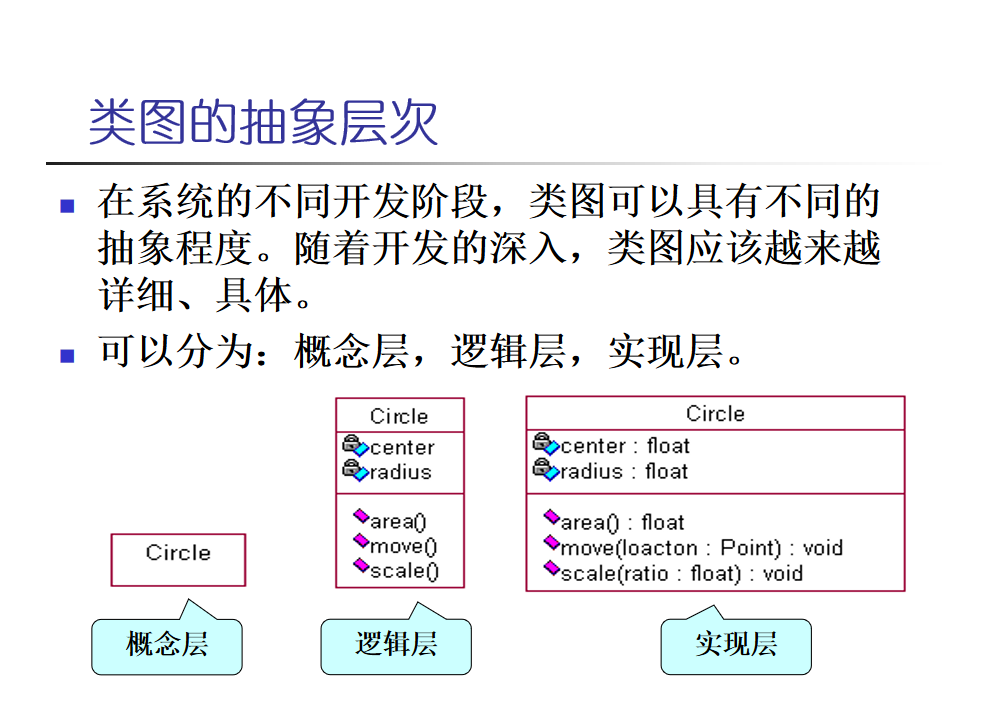 类图的抽象层次
在系统的不同开发阶段，类图可以具有不同的
抽象程度。随着开发的深入，类图应该越来越
详细、具体。
可以分为：概念层，逻辑层，实现层。
Circle
概念层
Circle
center
radius
area()
move()
scale()
逻辑层
Circle
center : float
radius : float
area() : float
move(loacton : Point) : void
scale(ratio : float) : void
实现层